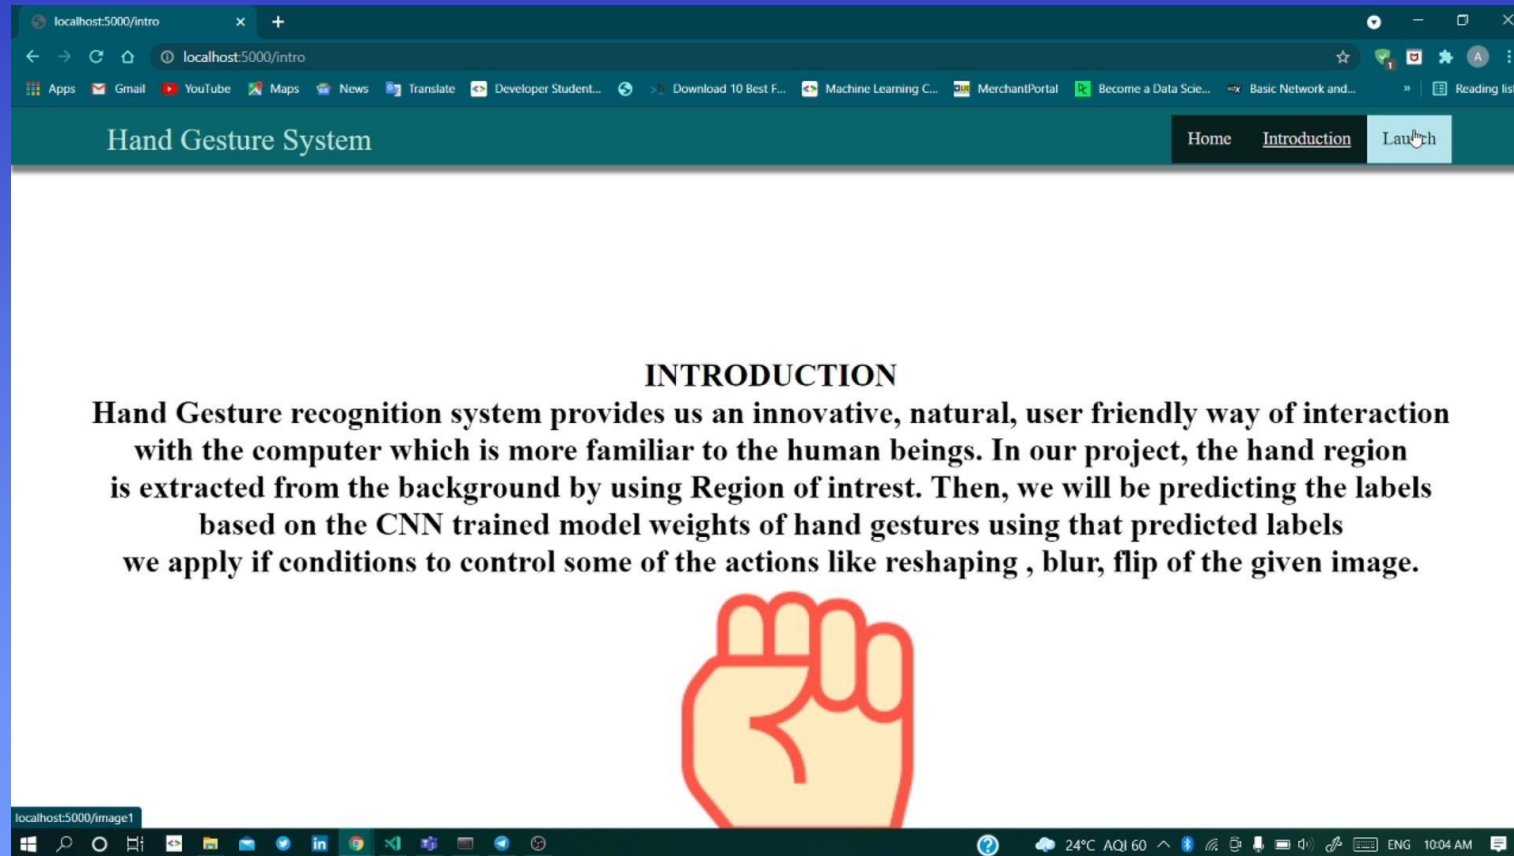 localhost:5000/intro
localhost:5000/intro
Apps Gmail YouTube Maps News Translate Developer Student... Download 10 Best F... Machine Learning C... MerchantPortal Become a Data Scie... Basic Network and... » Reading list
Hand Gesture System
Home Introduction Launch
INTRODUCTION
Hand Gesture recognition system provides us an innovative, natural, user friendly way of interaction
with the computer which is more familiar to the human beings. In our project, the hand region
is extracted from the background by using Region of intrest. Then, we will be predicting the labels
based on the CNN trained model weights of hand gestures using that predicted labels
we apply if conditions to control some of the actions like reshaping , blur, flip of the given image.
localhost:5000/image1
24°C AQI 60 ENG 10:04 AM